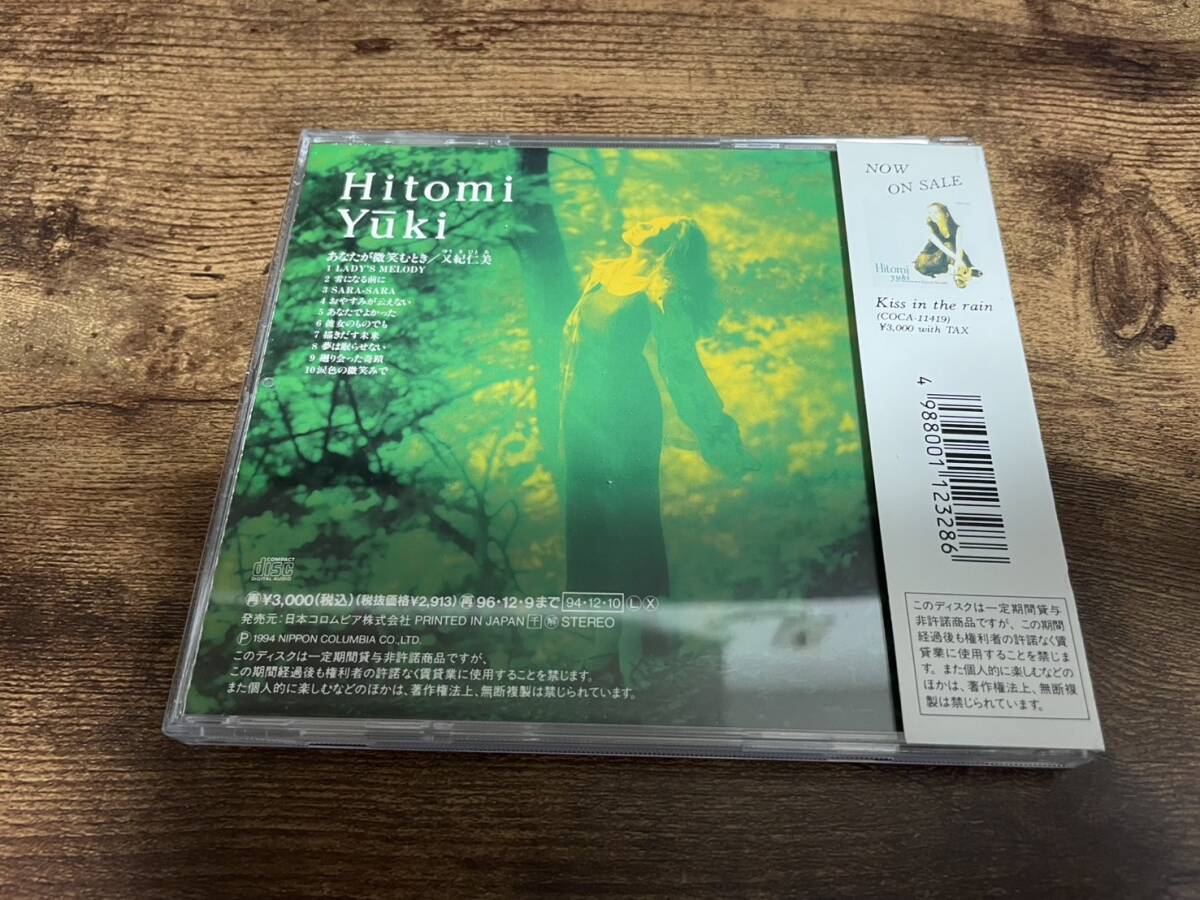 Hitomi
Yūki
ゆうき ひとみ
あなたが微笑むとき／又紀仁美
1 LADY'S MELODY
2 雪になる前に
3 SARA-SARA
4 おやすみが云えない
5 あなたでよかった
6 彼女のものでも
7 描きだす未来
8 夢は眠らせない
9 廻り会った奇蹟
10 涙色の微笑みで
COMPACT
disc
DIGITAL AUDIO
再¥3,000(税込)(税抜価格¥2,913)再96・12・9まで 94・12・10 L X
発売元:日本コロムビア株式会社 PRINTED IN JAPAN STEREO
Ⓟ 1994 NIPPON COLUMBIA CO.,LTD.
このディスクは一定期間貸与非許諾商品ですが、
この期間経過後も権利者の許諾なく賃貸業に使用することを禁じます。
また個人的に楽しむなどのほかは、著作権法上、無断複製は禁じられています。
NOW
ON SALE
Hitomi
yuki
Kiss in the rain
(COCA-11419)
¥3,000 with TAX
4 988001 123286
このディスクは一定期間貸与
非許諾商品ですが、この期間
経過後も権利者の許諾なく賃
貸業に使用することを禁じま
す。また個人的に楽しむなどの
ほかは、著作権法上、無断複
製は禁じられています。